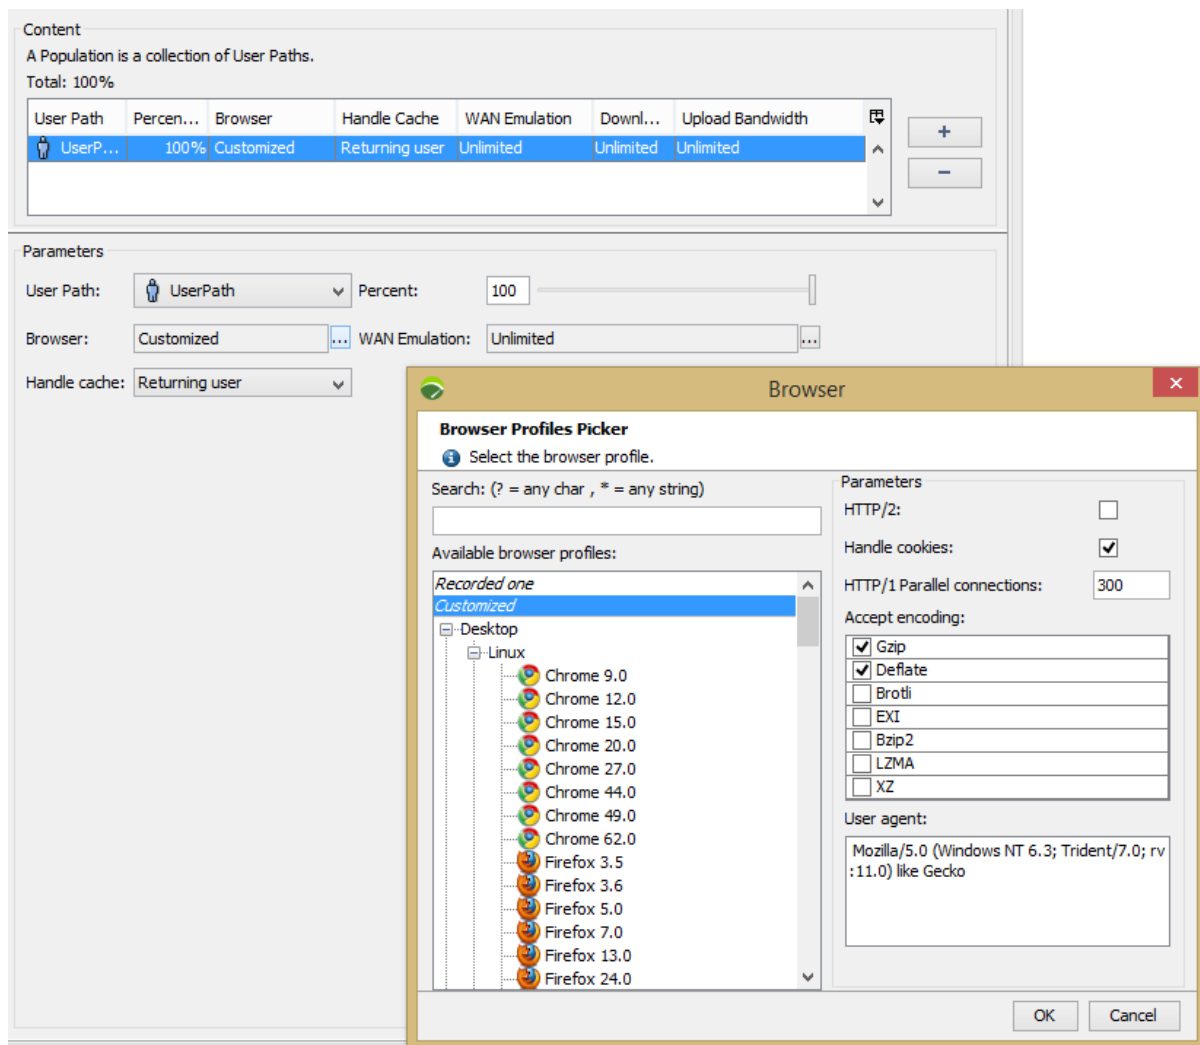 Content
A Population is a collection of User Paths.
Total: 100%
User Path Percen... Browser Handle Cache WAN Emulation Downl... Upload Bandwidth
UserP... 100% Customized Returning user Unlimited Unlimited Unlimited
+
−
Parameters
User Path: UserPath Percent: 100
Browser: Customized ... WAN Emulation: Unlimited ...
Handle cache: Returning user
Browser
Browser Profiles Picker
Select the browser profile.
Search: (? = any char , * = any string)
Available browser profiles:
Recorded one
Customized
Desktop
Linux
Chrome 9.0
Chrome 12.0
Chrome 15.0
Chrome 20.0
Chrome 27.0
Chrome 44.0
Chrome 49.0
Chrome 62.0
Firefox 3.5
Firefox 3.6
Firefox 5.0
Firefox 7.0
Firefox 13.0
Firefox 24.0
Parameters
HTTP/2:
Handle cookies:
HTTP/1 Parallel connections: 300
Accept encoding:
Gzip
Deflate
Brotli
EXI
Bzip2
LZMA
XZ
User agent:
Mozilla/5.0 (Windows NT 6.3; Trident/7.0; rv
:11.0) like Gecko
OK Cancel